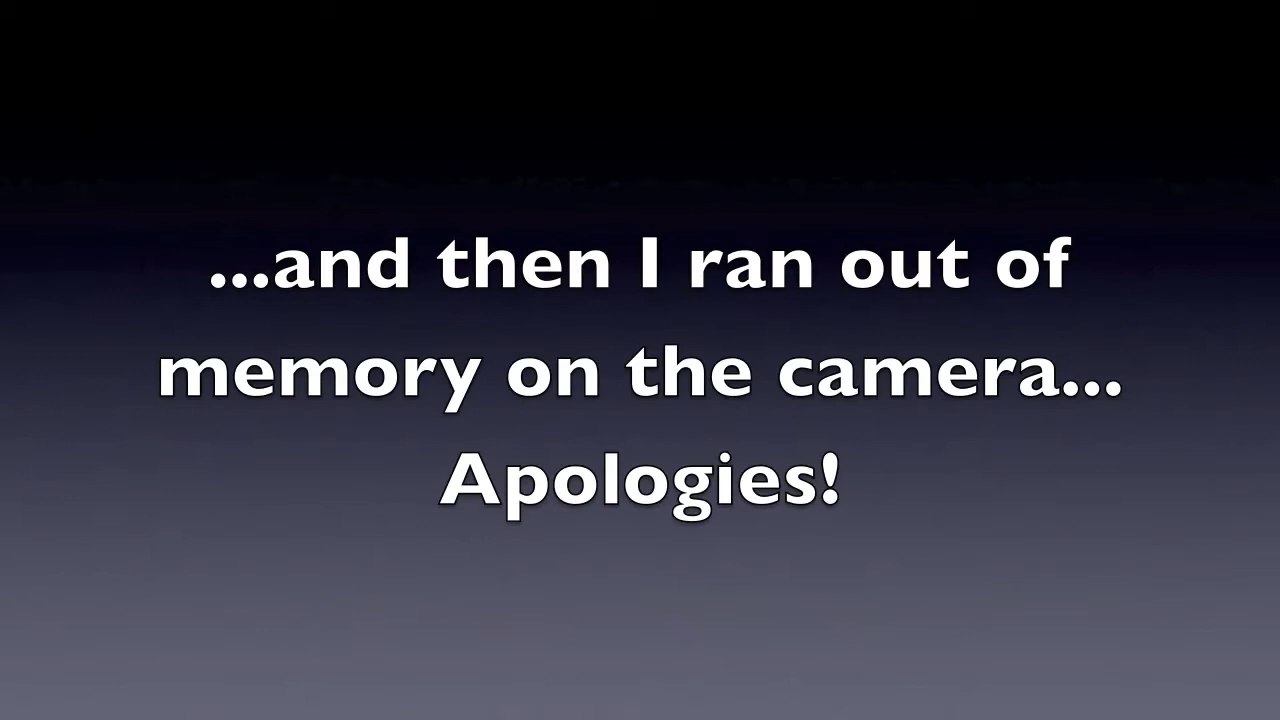 ...and then I ran out of
memory on the camera...
Apologies!